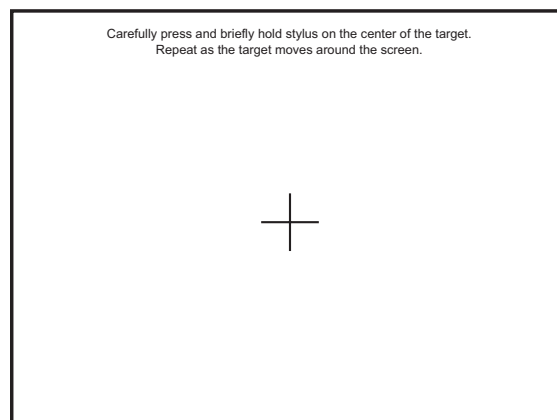 Carefully press and briefly hold stylus on the center of the target.
Repeat as the target moves around the screen.